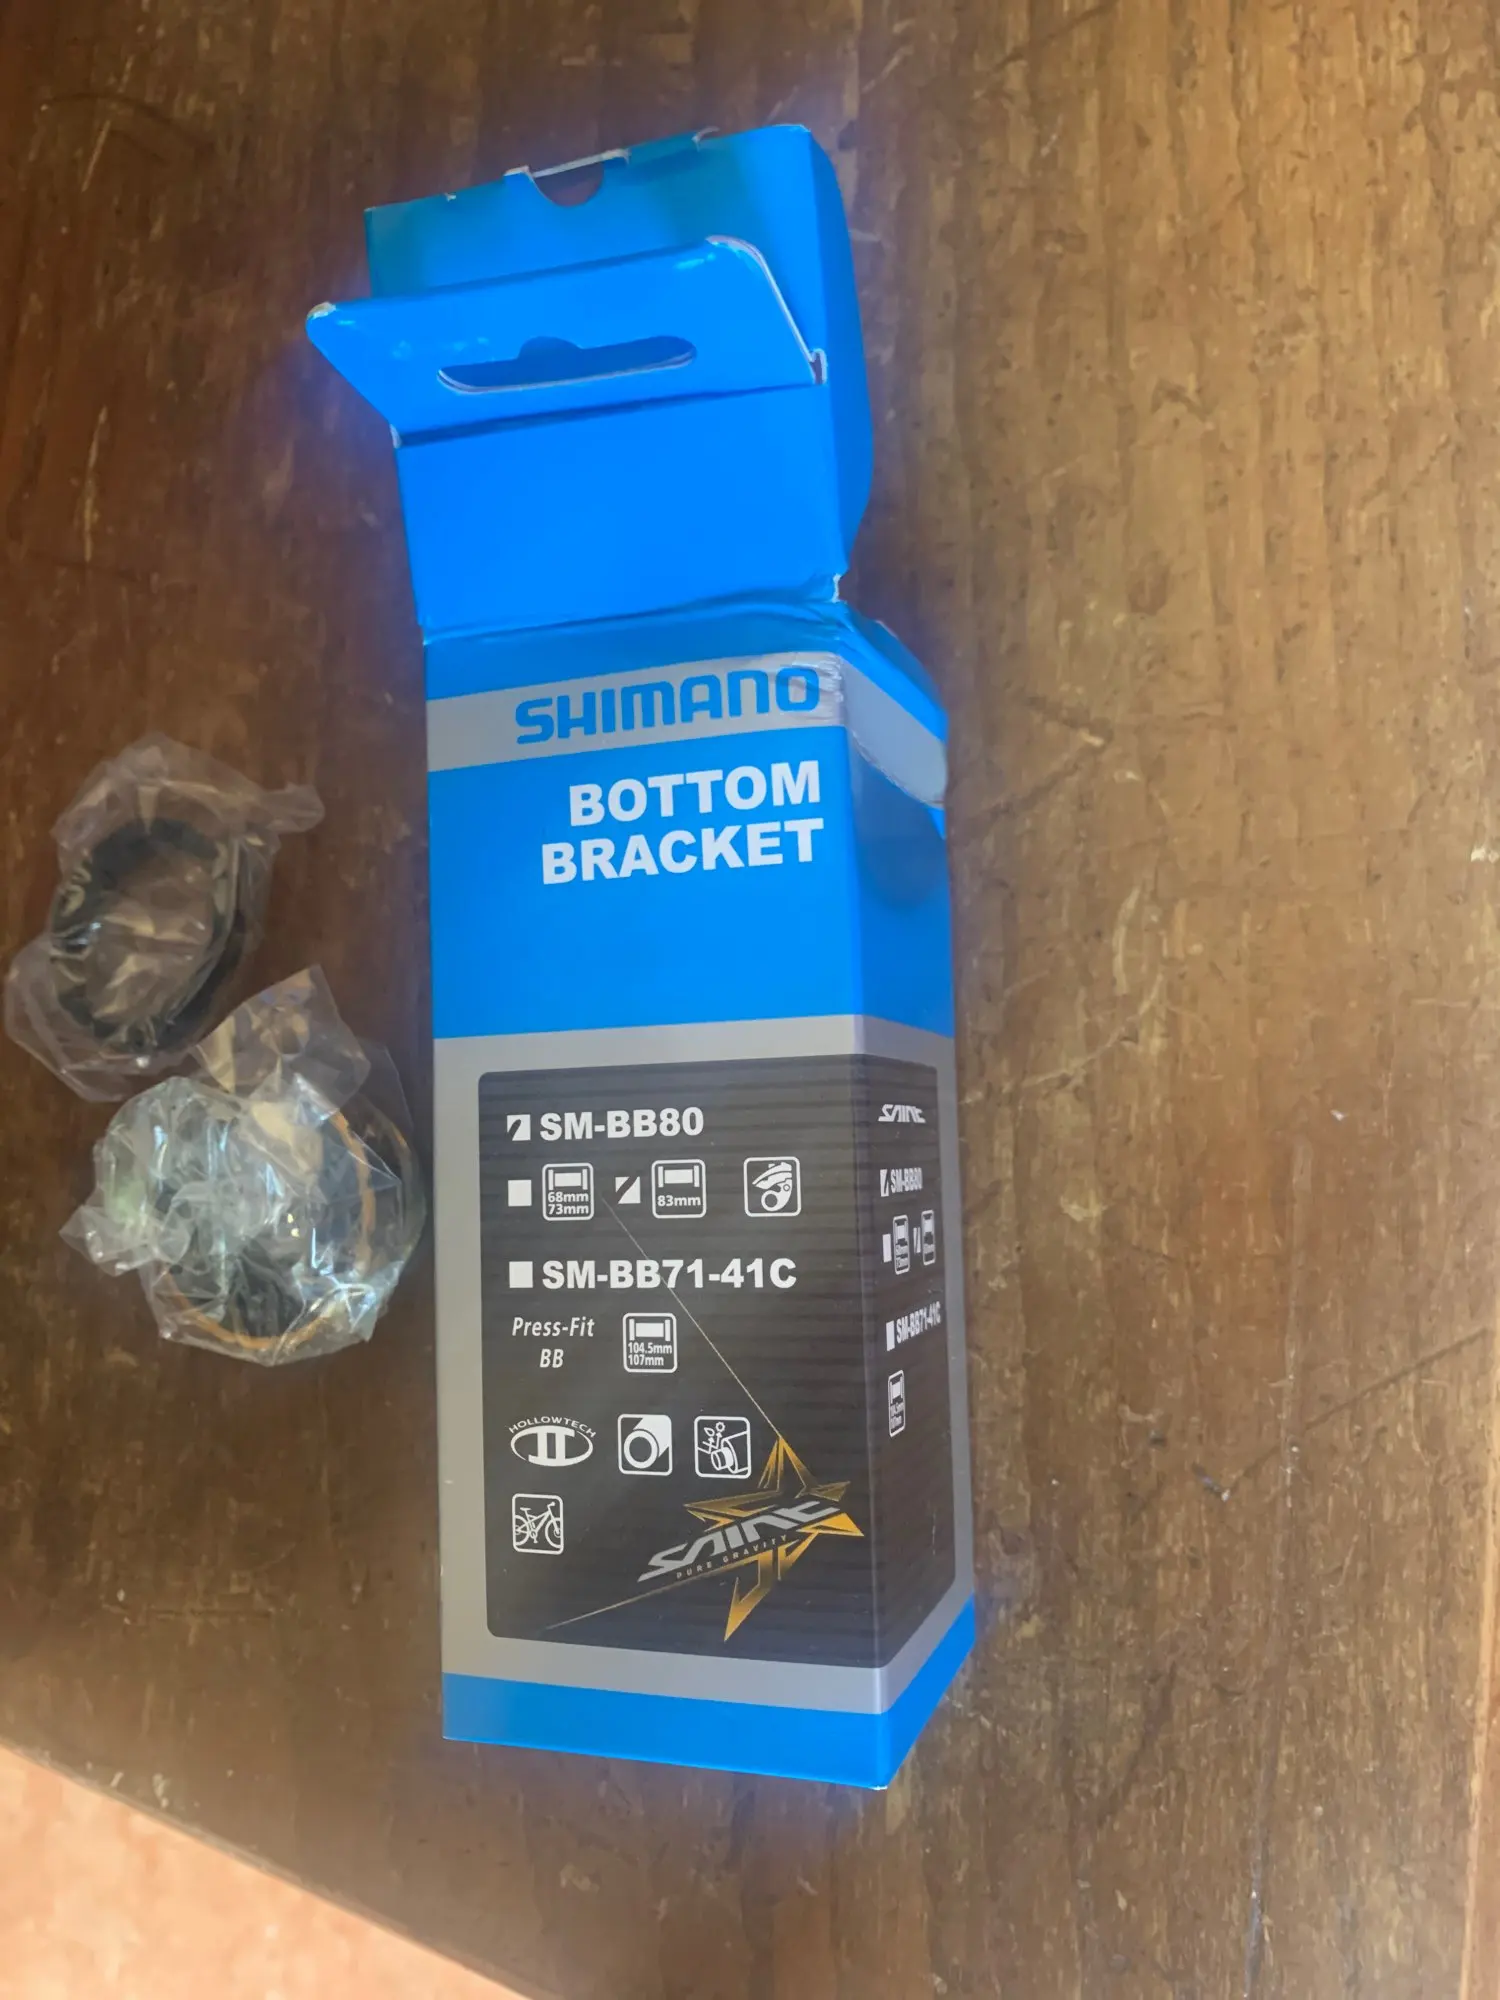 SHIMANO
BOTTOM
BRACKET
SM-BB80
68mm
73mm
83mm
SM-BB71-41C
Press-Fit
BB
104.5mm
107mm
HOLLOWTECH
II
SAINT
PURE GRAVITY
SAINT
SM-BB80
SM-BB71-41C